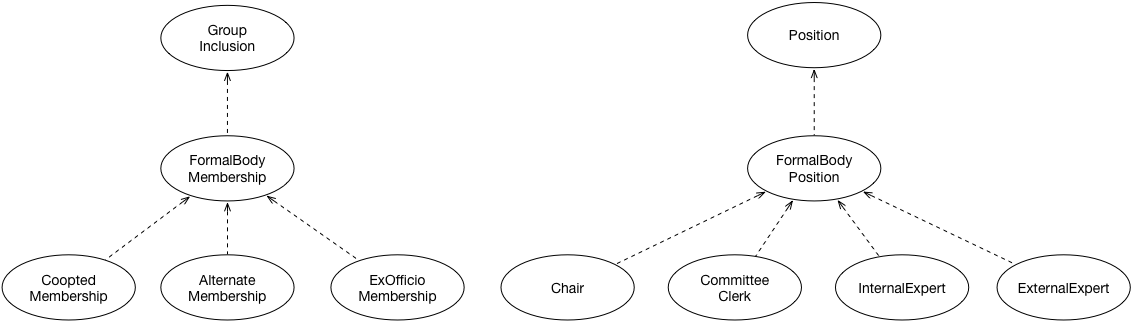 Group
Inclusion
Position
FormalBody
Membership
FormalBody
Position
Coopted
Membership
Alternate
Membership
ExOfficio
Membership
Chair
Committee
Clerk
InternalExpert
ExternalExpert